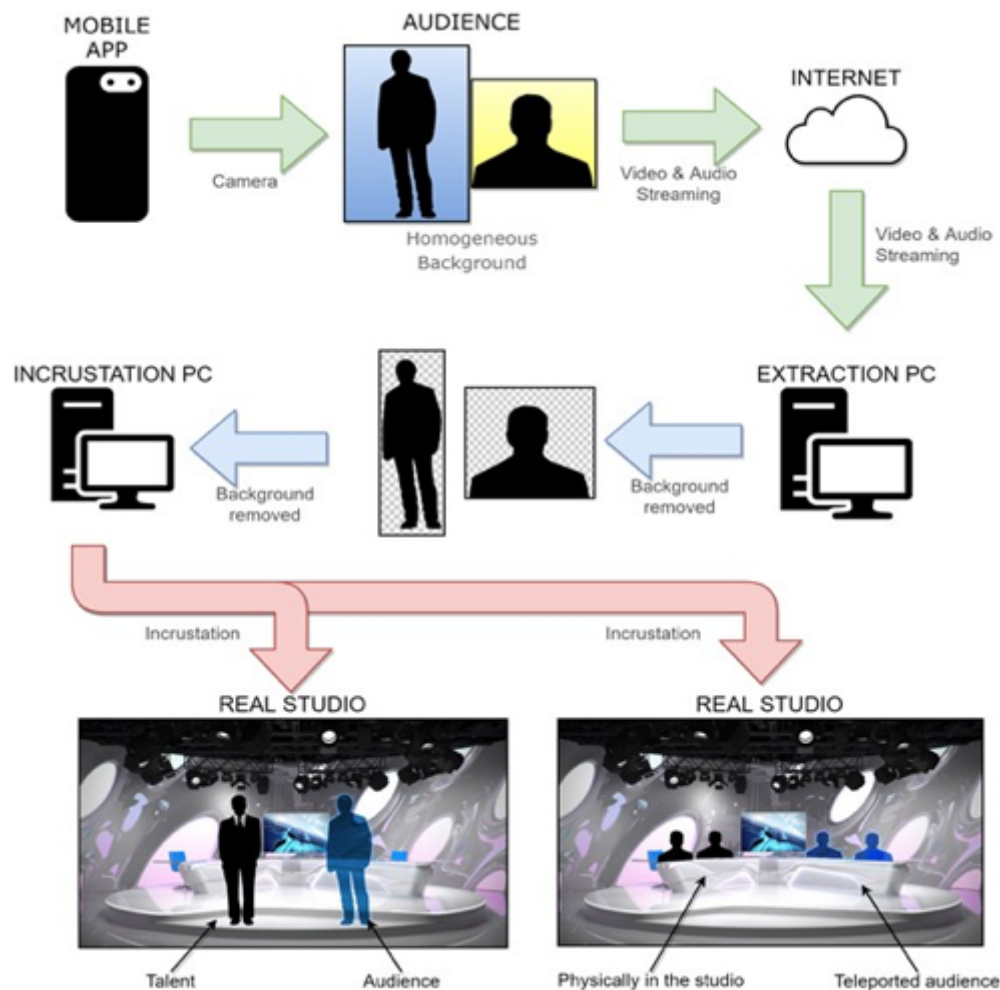 MOBILE
APP
AUDIENCE
INTERNET
Camera
Video & Audio
Streaming
Homogeneous
Background
Video & Audio
Streaming
INCRUSTATION PC
EXTRACTION PC
Background
removed
Background
removed
Incrustation
Incrustation
REAL STUDIO
REAL STUDIO
Talent
Audience
Physically in the studio
Teleported audience